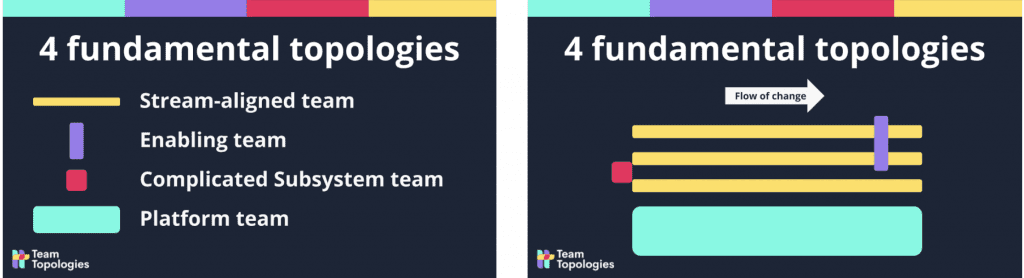 4 fundamental topologies
Stream-aligned team
Enabling team
Complicated Subsystem team
Platform team
Team
Topologies
4 fundamental topologies
Flow of change
Team
Topologies